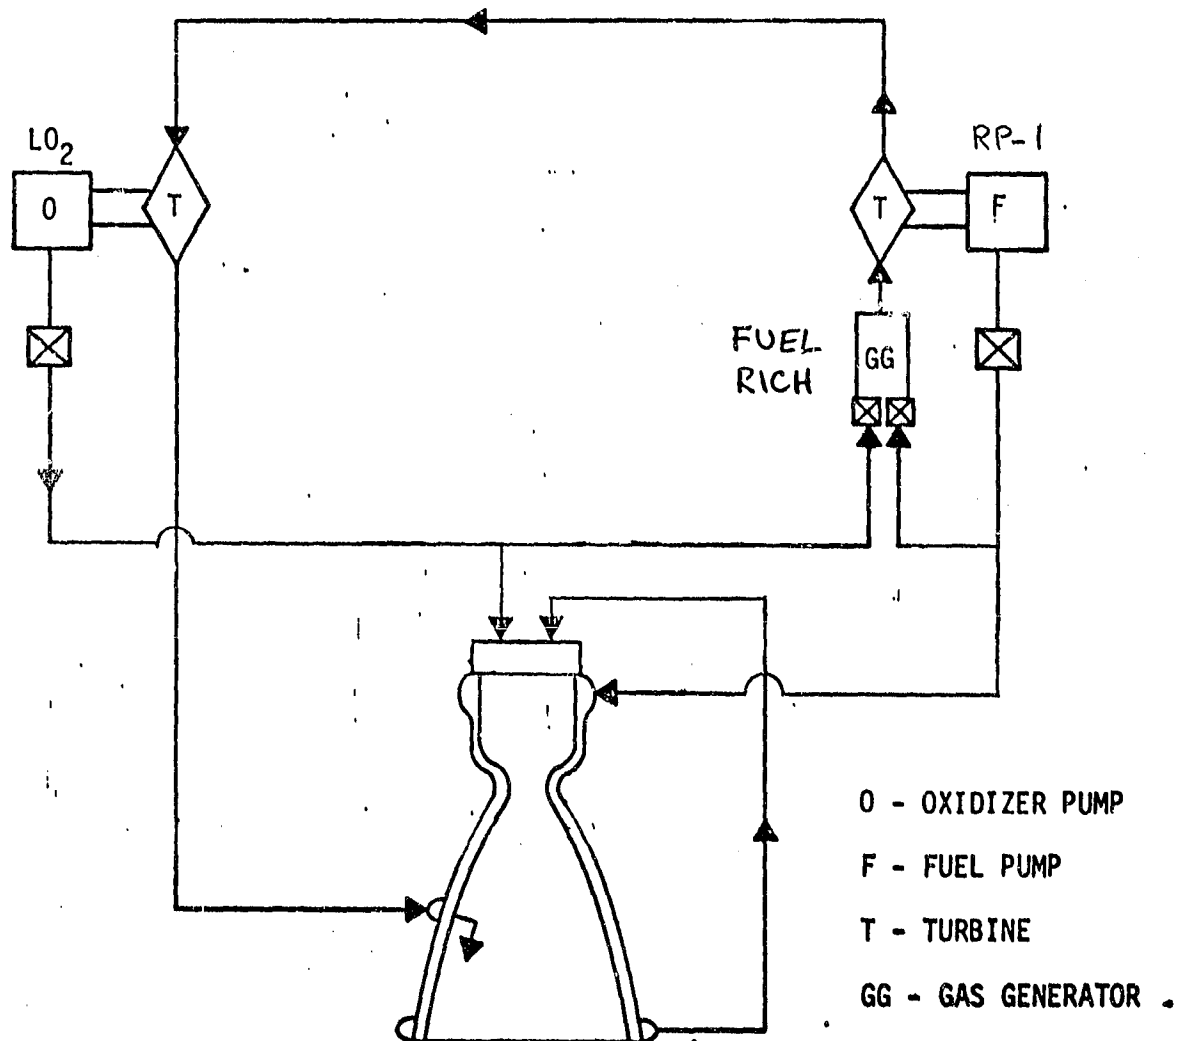 LO2
RP-1
O
T
T
F
FUEL
RICH
GG
O - OXIDIZER PUMP
F - FUEL PUMP
T - TURBINE
GG - GAS GENERATOR